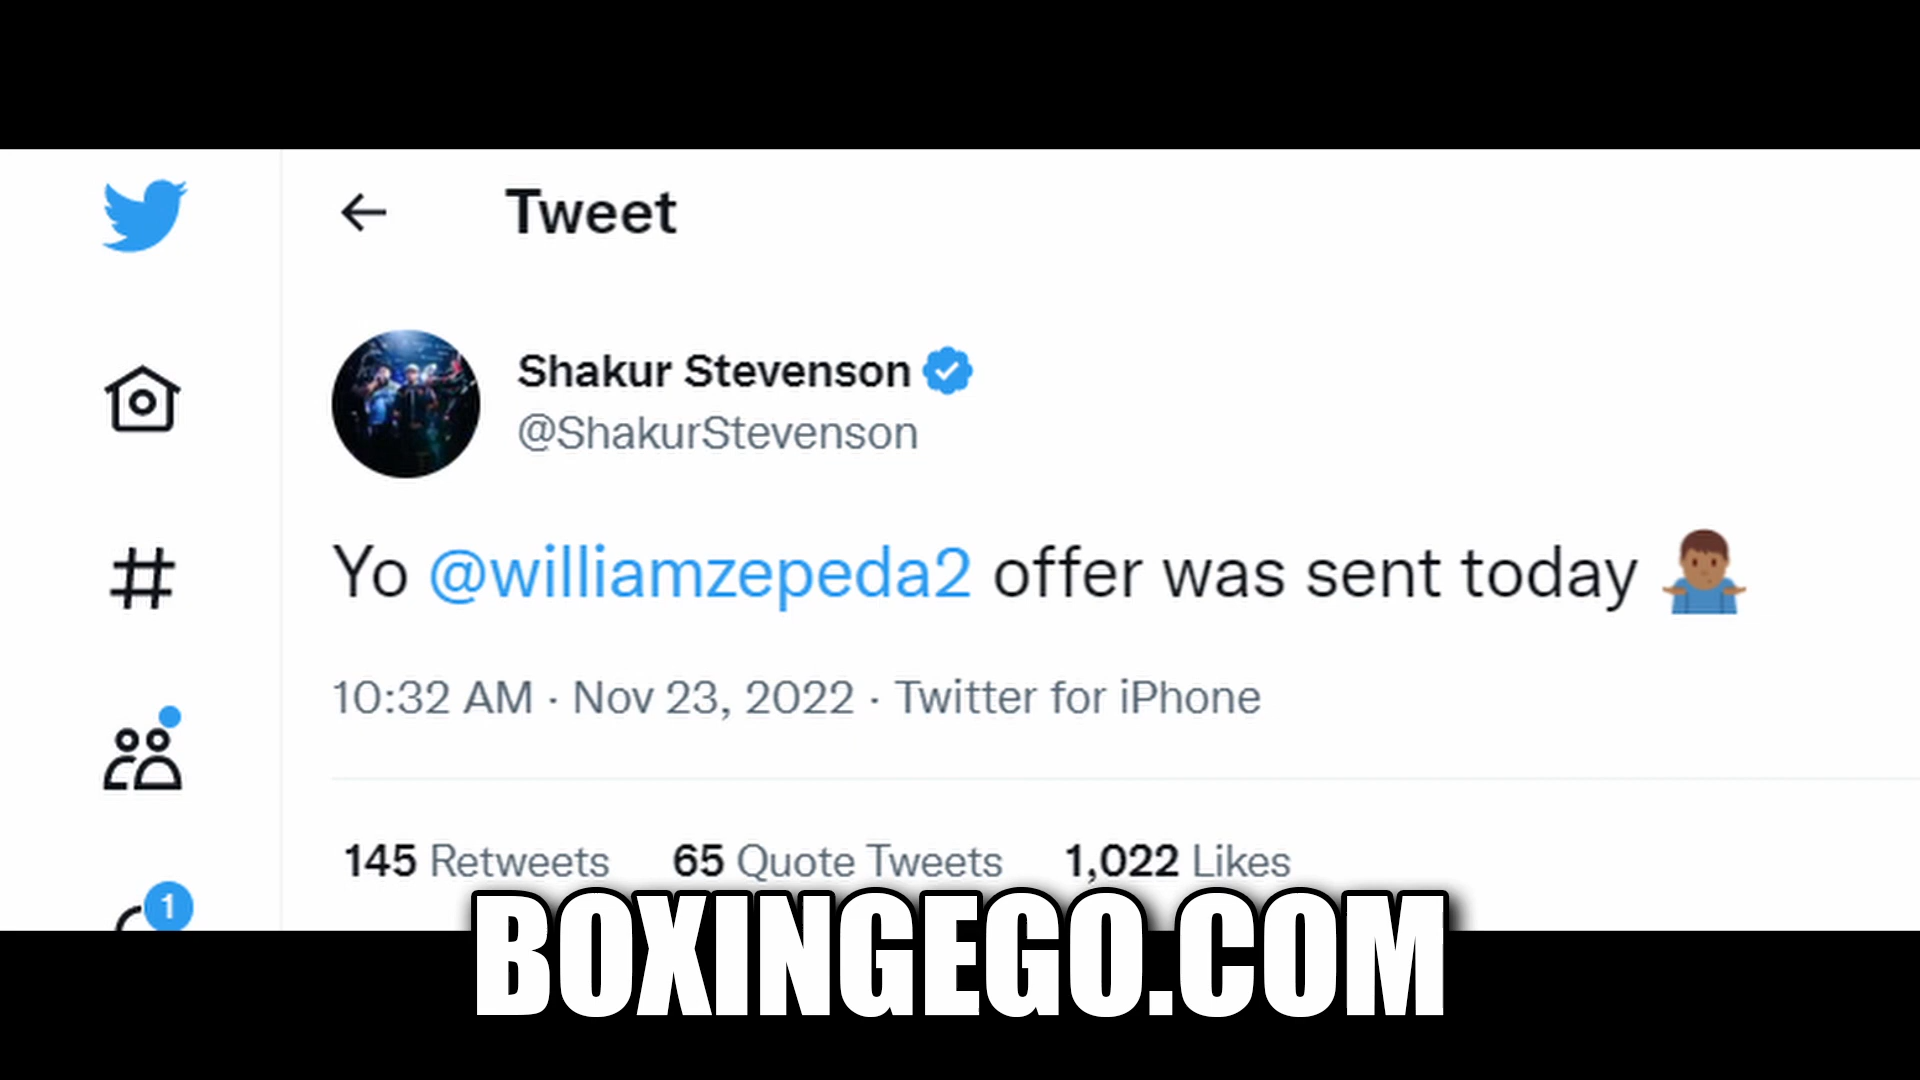 Tweet
Shakur Stevenson
@ShakurStevenson
Yo @williamzepeda2 offer was sent today 🤷🏾‍♂️
10:32 AM · Nov 23, 2022 · Twitter for iPhone
145 Retweets 65 Quote Tweets 1,022 Likes
1
BOXINGEGO.COM